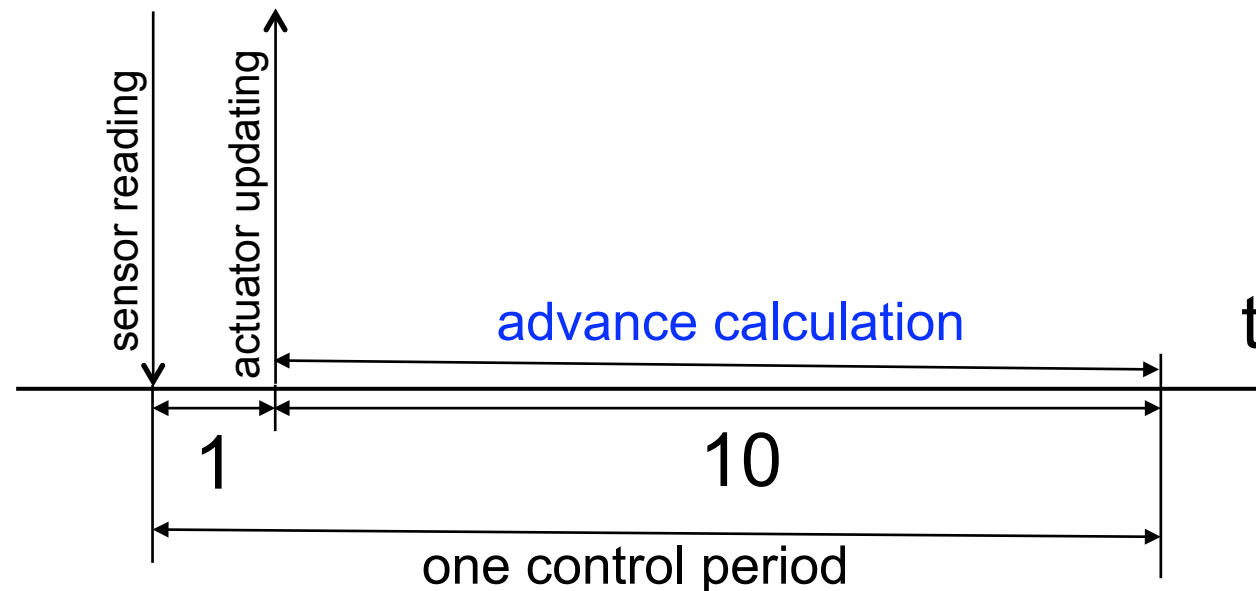 sensor reading
actuator updating
advance calculation
t
1
10
one control period